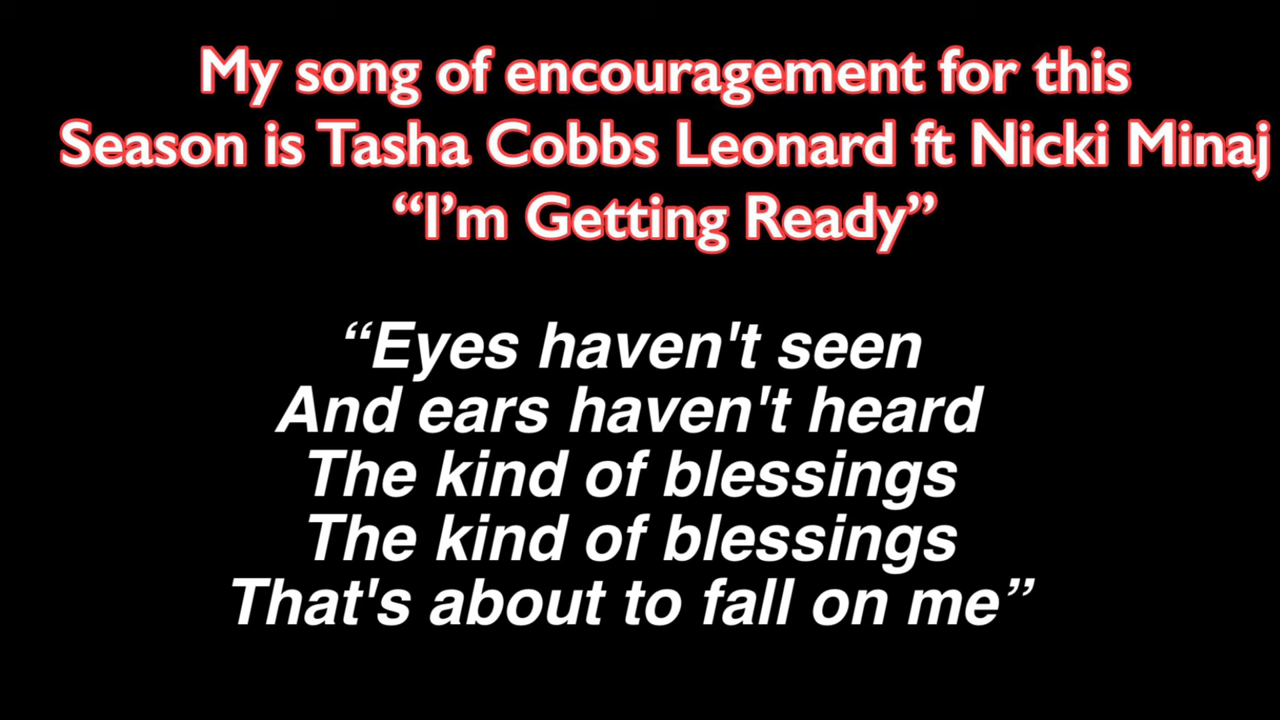 My song of encouragement for this
Season is Tasha Cobbs Leonard ft Nicki Minaj
“I’m Getting Ready”
“Eyes haven't seen
And ears haven't heard
The kind of blessings
The kind of blessings
That's about to fall on me”